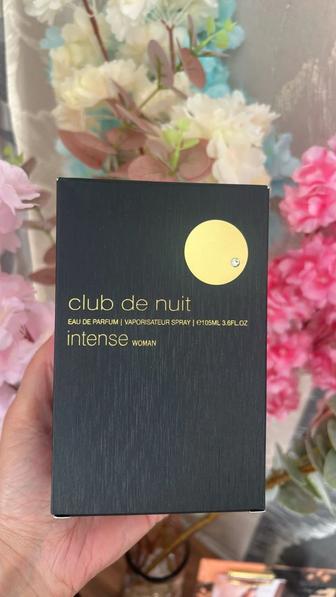 club de nuit
EAU DE PARFUM | VAPORISATEUR SPRAY | ℮105ML 3.6FL.OZ
intense WOMAN